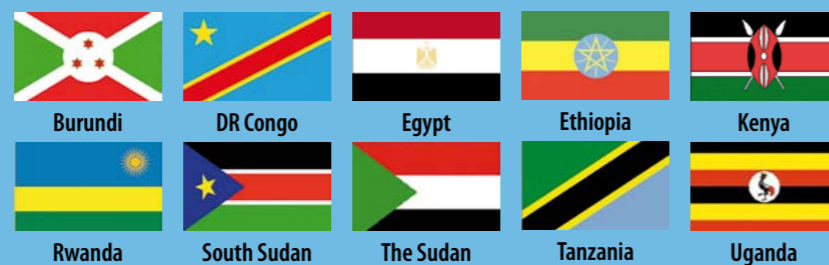 Burundi DR Congo Egypt Ethiopia Kenya
Rwanda South Sudan The Sudan Tanzania Uganda